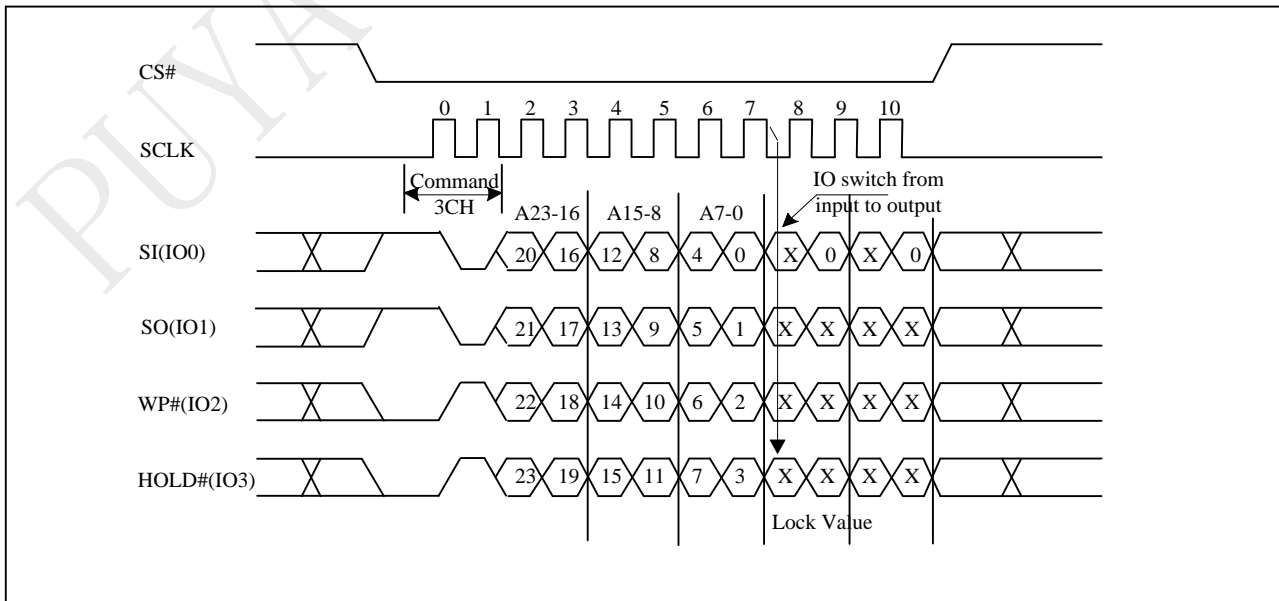 PUYA
CS#
0 1 2 3 4 5 6 7 8 9 10
SCLK
Command
3CH
IO switch from
input to output
A23-16 A15-8 A7-0
SI(IO0) 20 16 12 8 4 0 X 0 X 0
SO(IO1) 21 17 13 9 5 1 X X X X
WP#(IO2) 22 18 14 10 6 2 X X X X
HOLD#(IO3) 23 19 15 11 7 3 X X X X
Lock Value